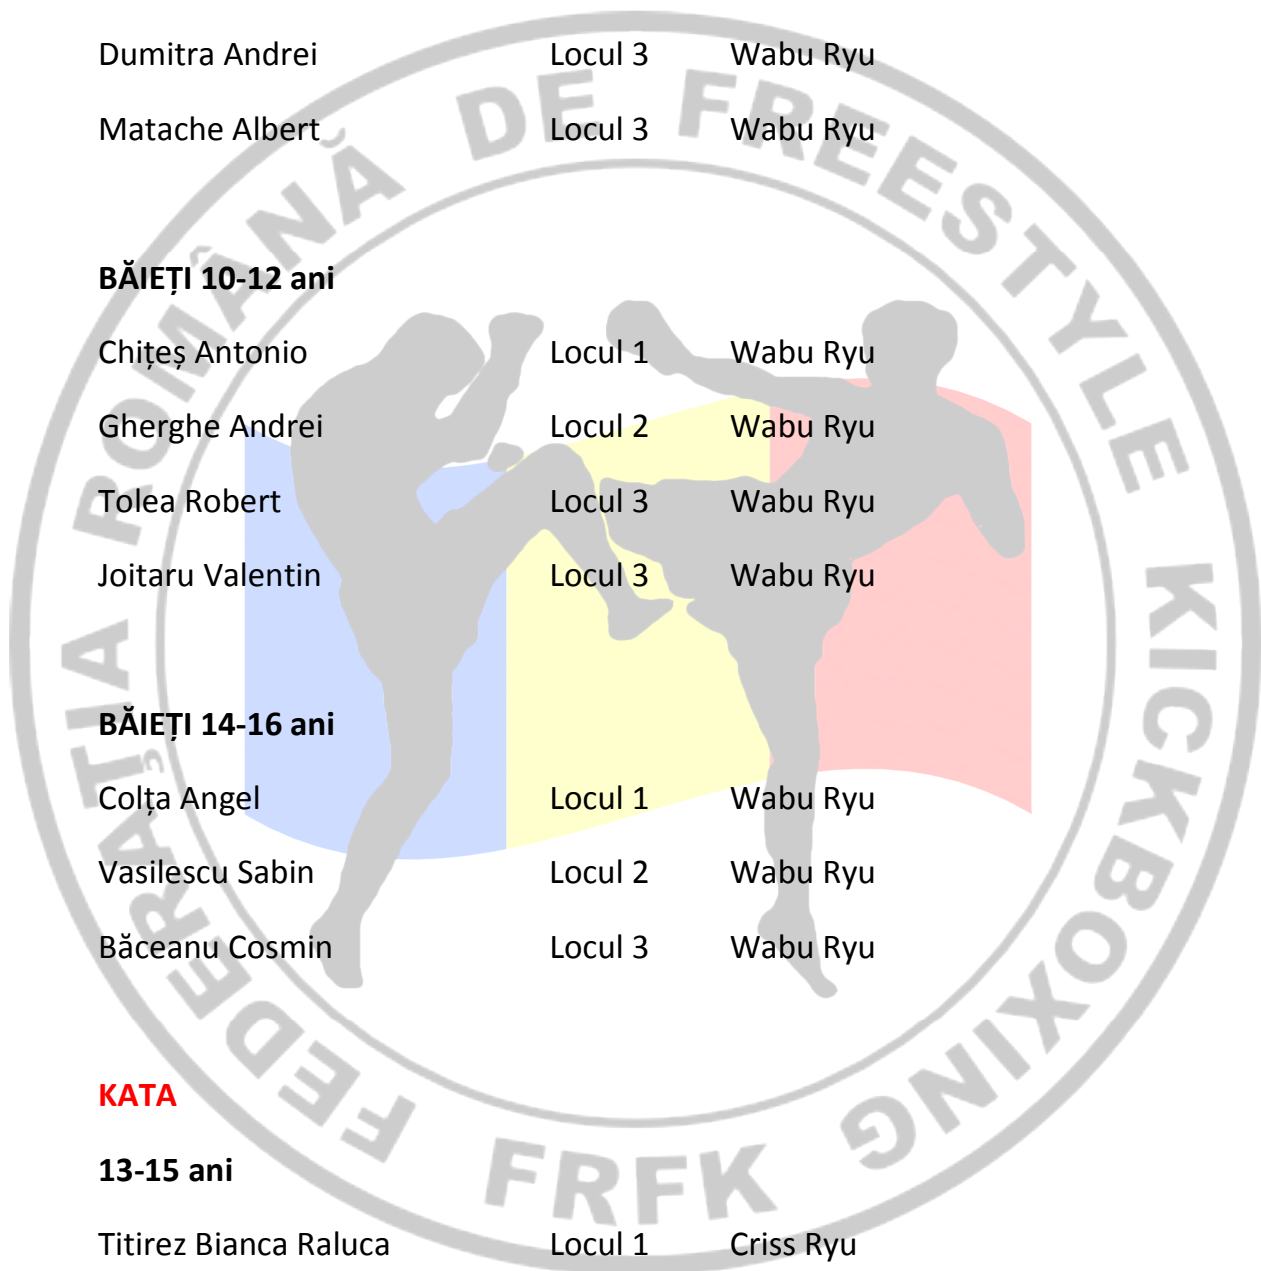 Dumitra Andrei Locul 3 Wabu Ryu
Matache Albert Locul 3 Wabu Ryu
BĂIEȚI 10-12 ani
Chițeș Antonio Locul 1 Wabu Ryu
Gherghe Andrei Locul 2 Wabu Ryu
Tolea Robert Locul 3 Wabu Ryu
Joitaru Valentin Locul 3 Wabu Ryu
BĂIEȚI 14-16 ani
Colța Angel Locul 1 Wabu Ryu
Vasilescu Sabin Locul 2 Wabu Ryu
Băceanu Cosmin Locul 3 Wabu Ryu
KATA
13-15 ani
Titirez Bianca Raluca Locul 1 Criss Ryu
FEDERAȚIA ROMÂNĂ DE FREESTYLE KICKBOXING
FRFK